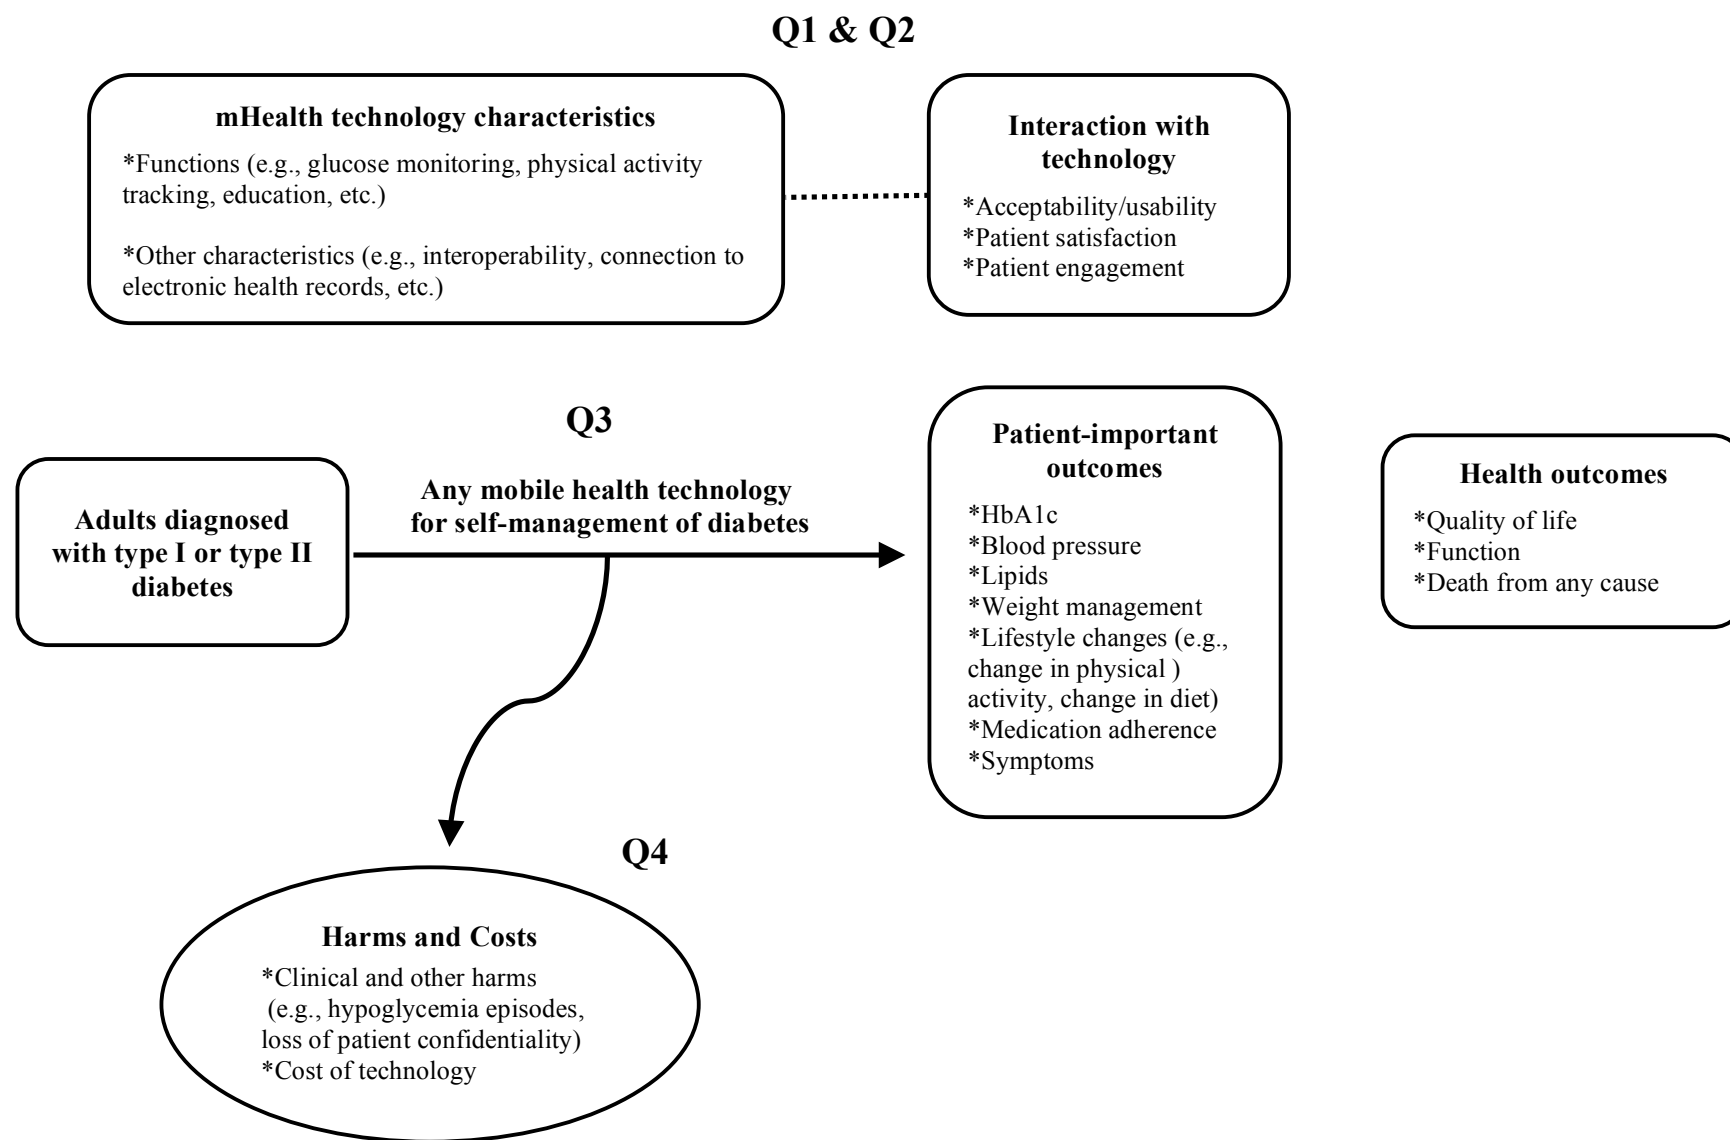 Q1 & Q2
mHealth technology characteristics
*Functions (e.g., glucose monitoring, physical activity
tracking, education, etc.)
*Other characteristics (e.g., interoperability, connection to
electronic health records, etc.)
Interaction with
technology
*Acceptability/usability
*Patient satisfaction
*Patient engagement
Q3
Adults diagnosed
with type I or type II
diabetes
Any mobile health technology
for self-management of diabetes
Patient-important
outcomes
*HbA1c
*Blood pressure
*Lipids
*Weight management
*Lifestyle changes (e.g.,
change in physical )
activity, change in diet)
*Medication adherence
*Symptoms
Health outcomes
*Quality of life
*Function
*Death from any cause
Q4
Harms and Costs
*Clinical and other harms
(e.g., hypoglycemia episodes,
loss of patient confidentiality)
*Cost of technology